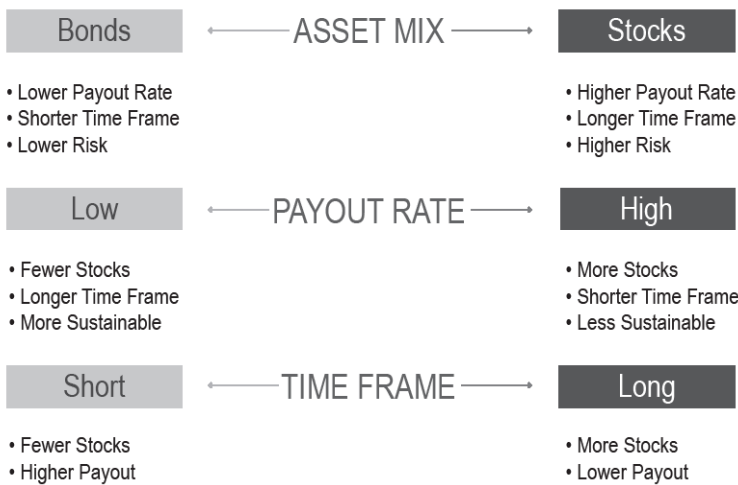 Bonds ASSET MIX Stocks
• Lower Payout Rate
• Shorter Time Frame
• Lower Risk
• Higher Payout Rate
• Longer Time Frame
• Higher Risk
Low PAYOUT RATE High
• Fewer Stocks
• Longer Time Frame
• More Sustainable
• More Stocks
• Shorter Time Frame
• Less Sustainable
Short TIME FRAME Long
• Fewer Stocks
• Higher Payout
• More Stocks
• Lower Payout